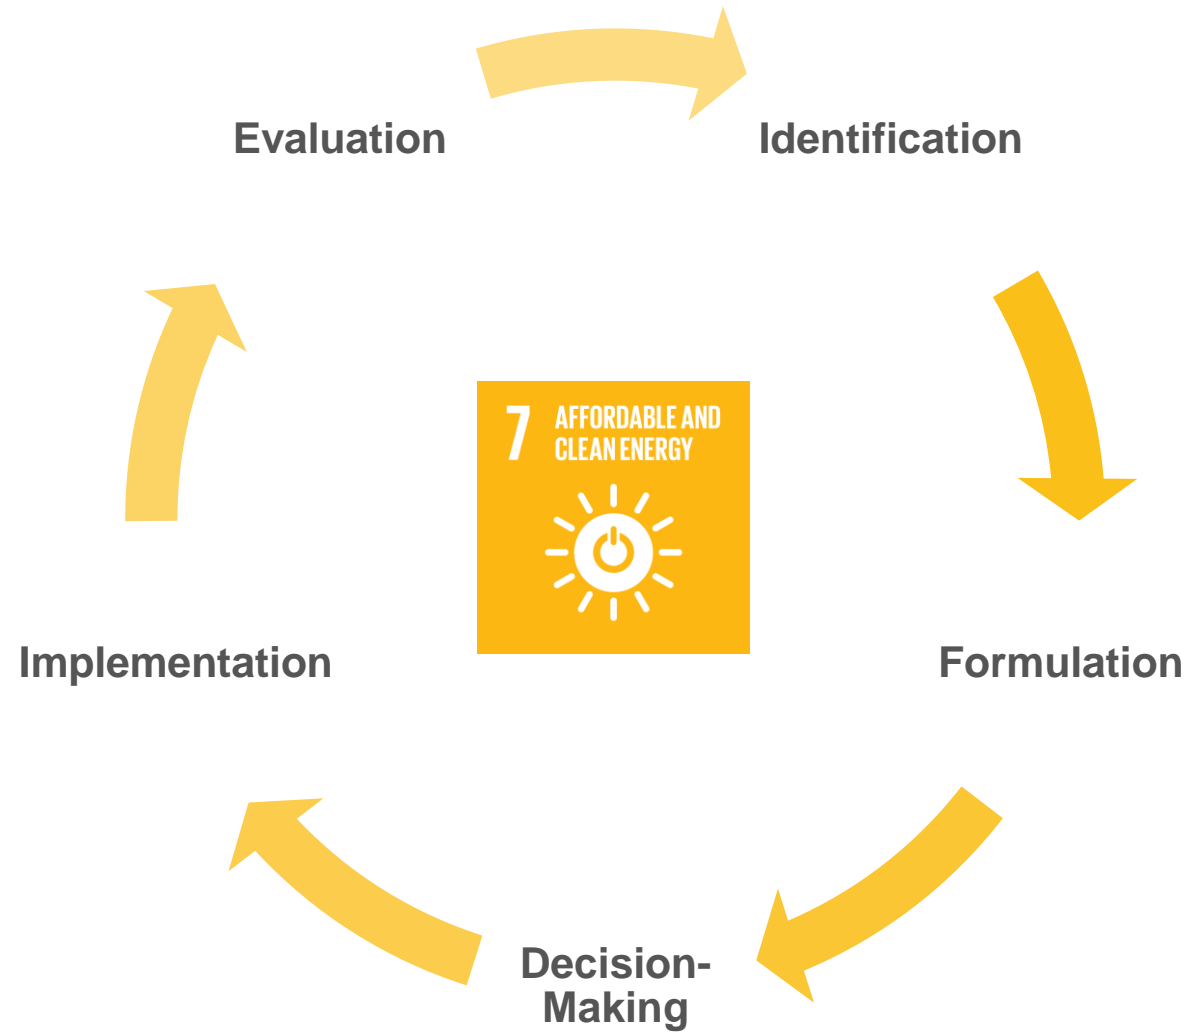 Evaluation
Identification
7 AFFORDABLE AND
CLEAN ENERGY
Implementation
Formulation
Decision-
Making